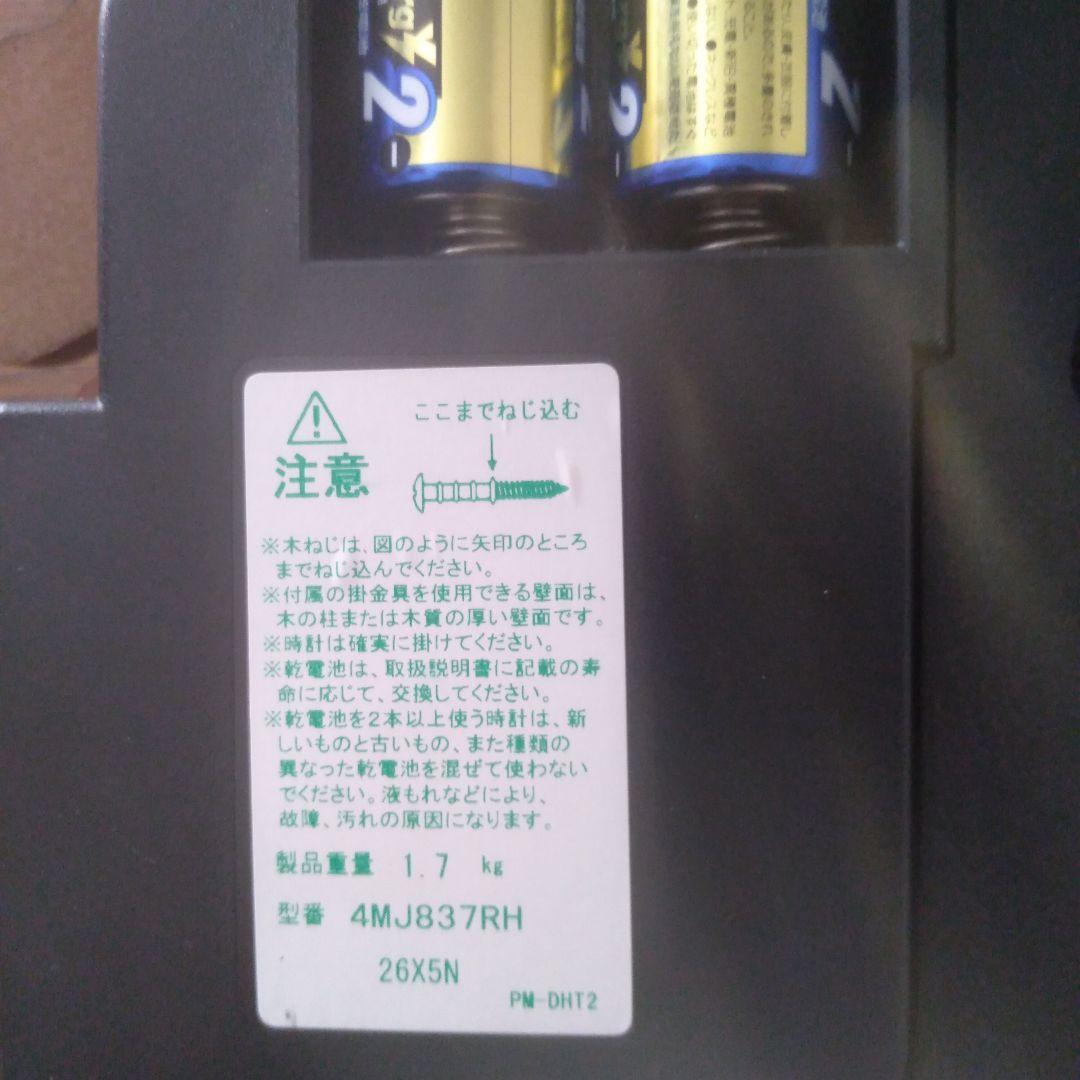 2
2
注意
ここまでねじ込む
※木ねじは、図のように矢印のところ
までねじ込んでください。
※付属の掛金具を使用できる壁面は、
木の柱または木質の厚い壁面です。
※時計は確実に掛けてください。
※乾電池は、取扱説明書に記載の寿
命に応じて、交換してください。
※乾電池を2本以上使う時計は、新
しいものと古いもの、また種類の
異なった乾電池を混ぜて使わない
でください。液もれなどにより、
故障、汚れの原因になります。
製品重量 1.7 kg
型番 4MJ837RH
26X5N
PM-DHT2